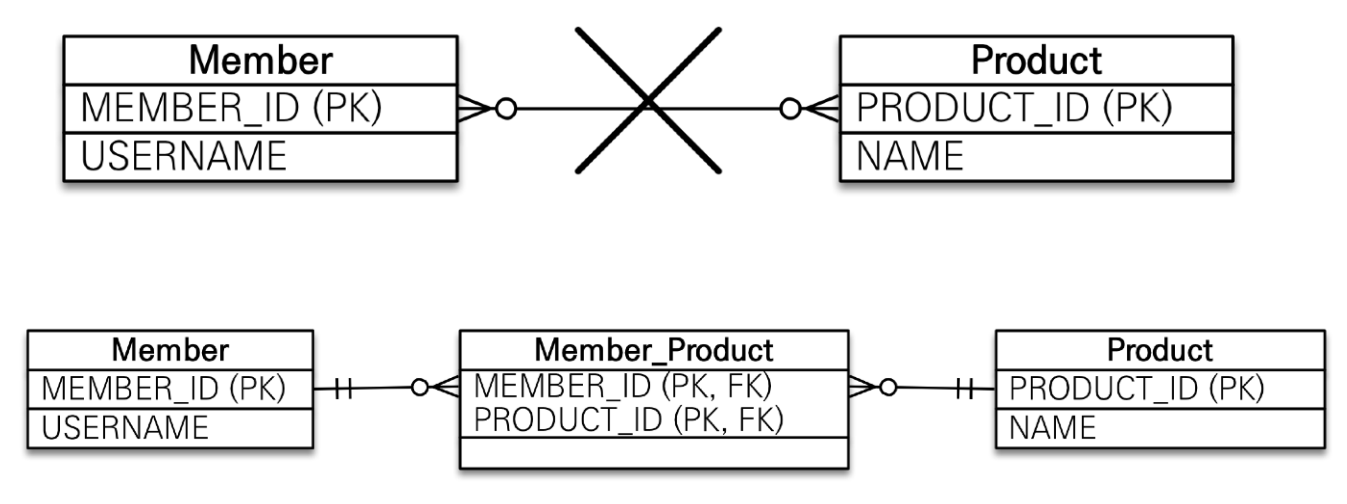 Member
MEMBER_ID (PK)
USERNAME
Product
PRODUCT_ID (PK)
NAME
Member
MEMBER_ID (PK)
USERNAME
Member_Product
MEMBER_ID (PK, FK)
PRODUCT_ID (PK, FK)
Product
PRODUCT_ID (PK)
NAME